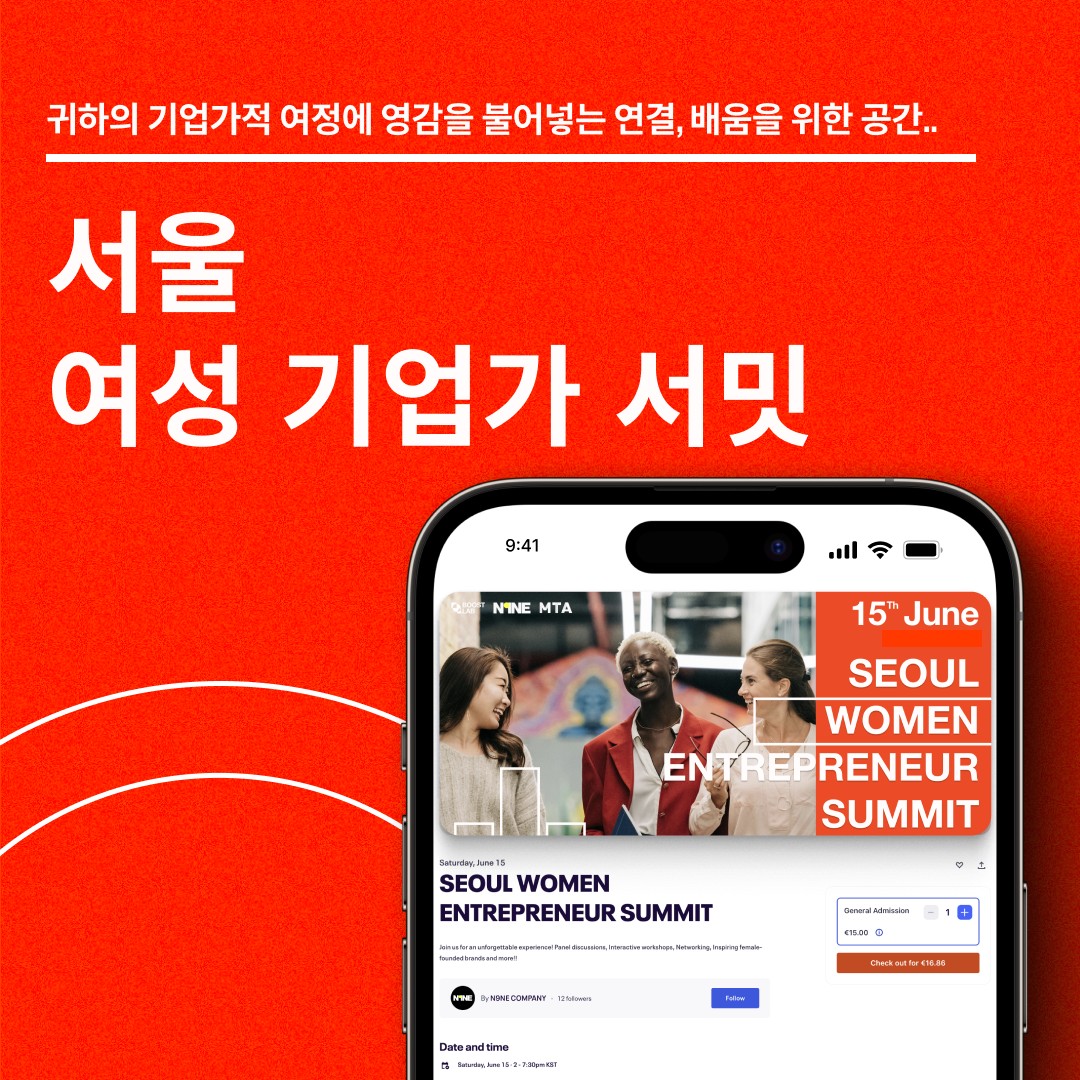 귀하의 기업가적 여정에 영감을 불어넣는 연결, 배움을 위한 공간..
서울
여성 기업가 서밋
9:41
BOOST LAB N9NE MTA
15Th June
SEOUL
WOMEN
ENTREPRENEUR
SUMMIT
Saturday, June 15
SEOUL WOMEN
ENTREPRENEUR SUMMIT
General Admission 1
€15.00
Check out for €16.86
Join us for an unforgettable experience! Panel discussions, Interactive workshops, Networking, Inspiring female-
founded brands and more!!
N9NE By N9NE COMPANY · 12 followers Follow
Date and time
Saturday, June 15 · 2 - 7:30pm KST